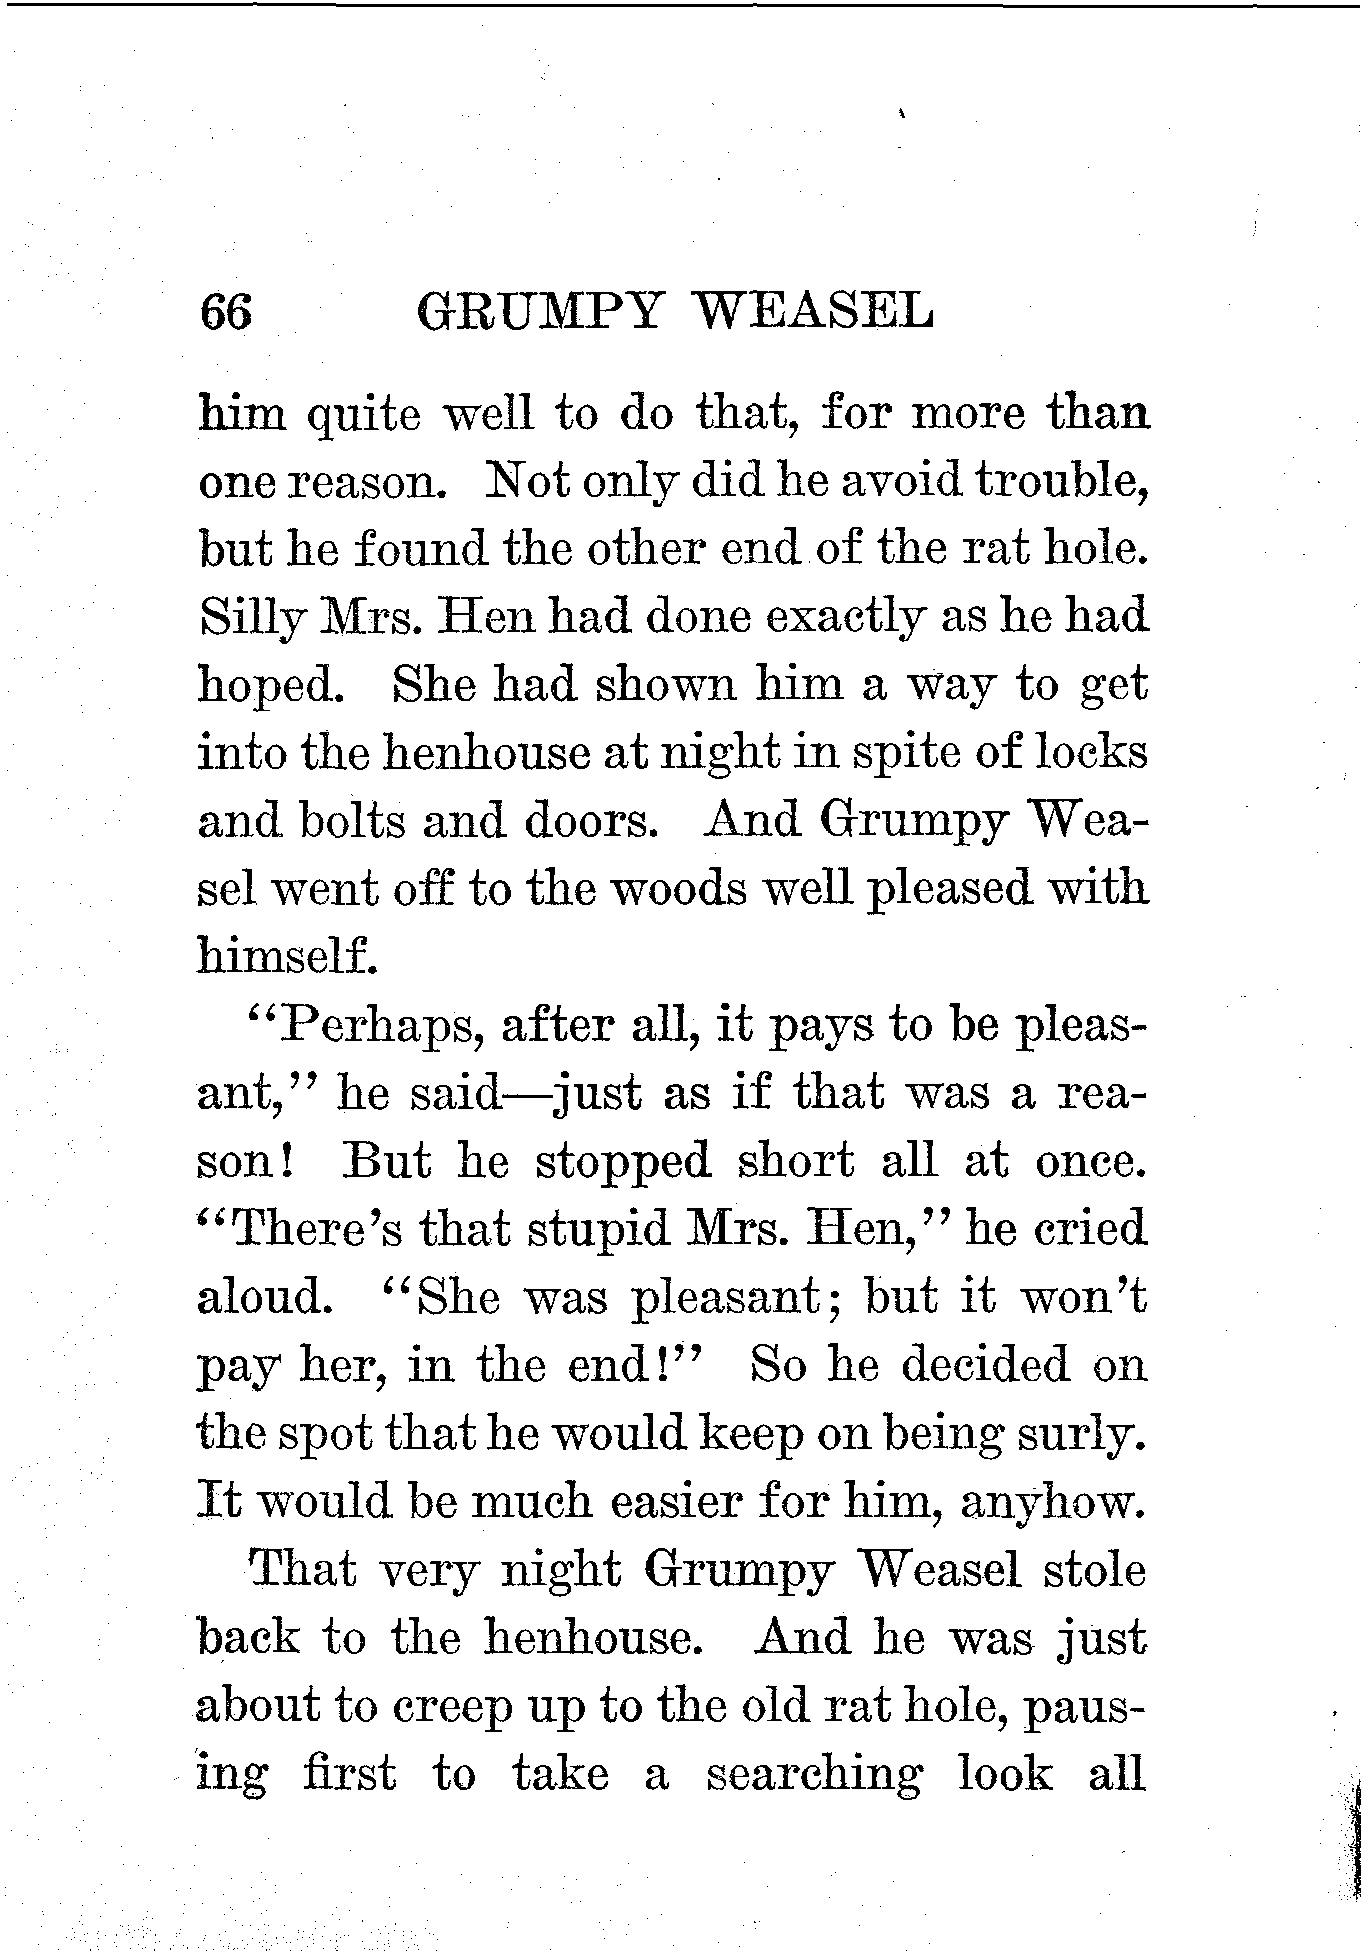 66 GRUMPY WEASEL
him quite well to do that, for more than
one reason. Not only did he avoid trouble,
but he found the other end of the rat hole.
Silly Mrs. Hen had done exactly as he had
hoped. She had shown him a way to get
into the henhouse at night in spite of locks
and bolts and doors. And Grumpy Wea-
sel went off to the woods well pleased with
himself.
“Perhaps, after all, it pays to be pleas-
ant,” he said—just as if that was a rea-
son! But he stopped short all at once.
“There’s that stupid Mrs. Hen,” he cried
aloud. “She was pleasant; but it won’t
pay her, in the end!” So he decided on
the spot that he would keep on being surly.
It would be much easier for him, anyhow.
That very night Grumpy Weasel stole
back to the henhouse. And he was just
about to creep up to the old rat hole, paus-
ing first to take a searching look all